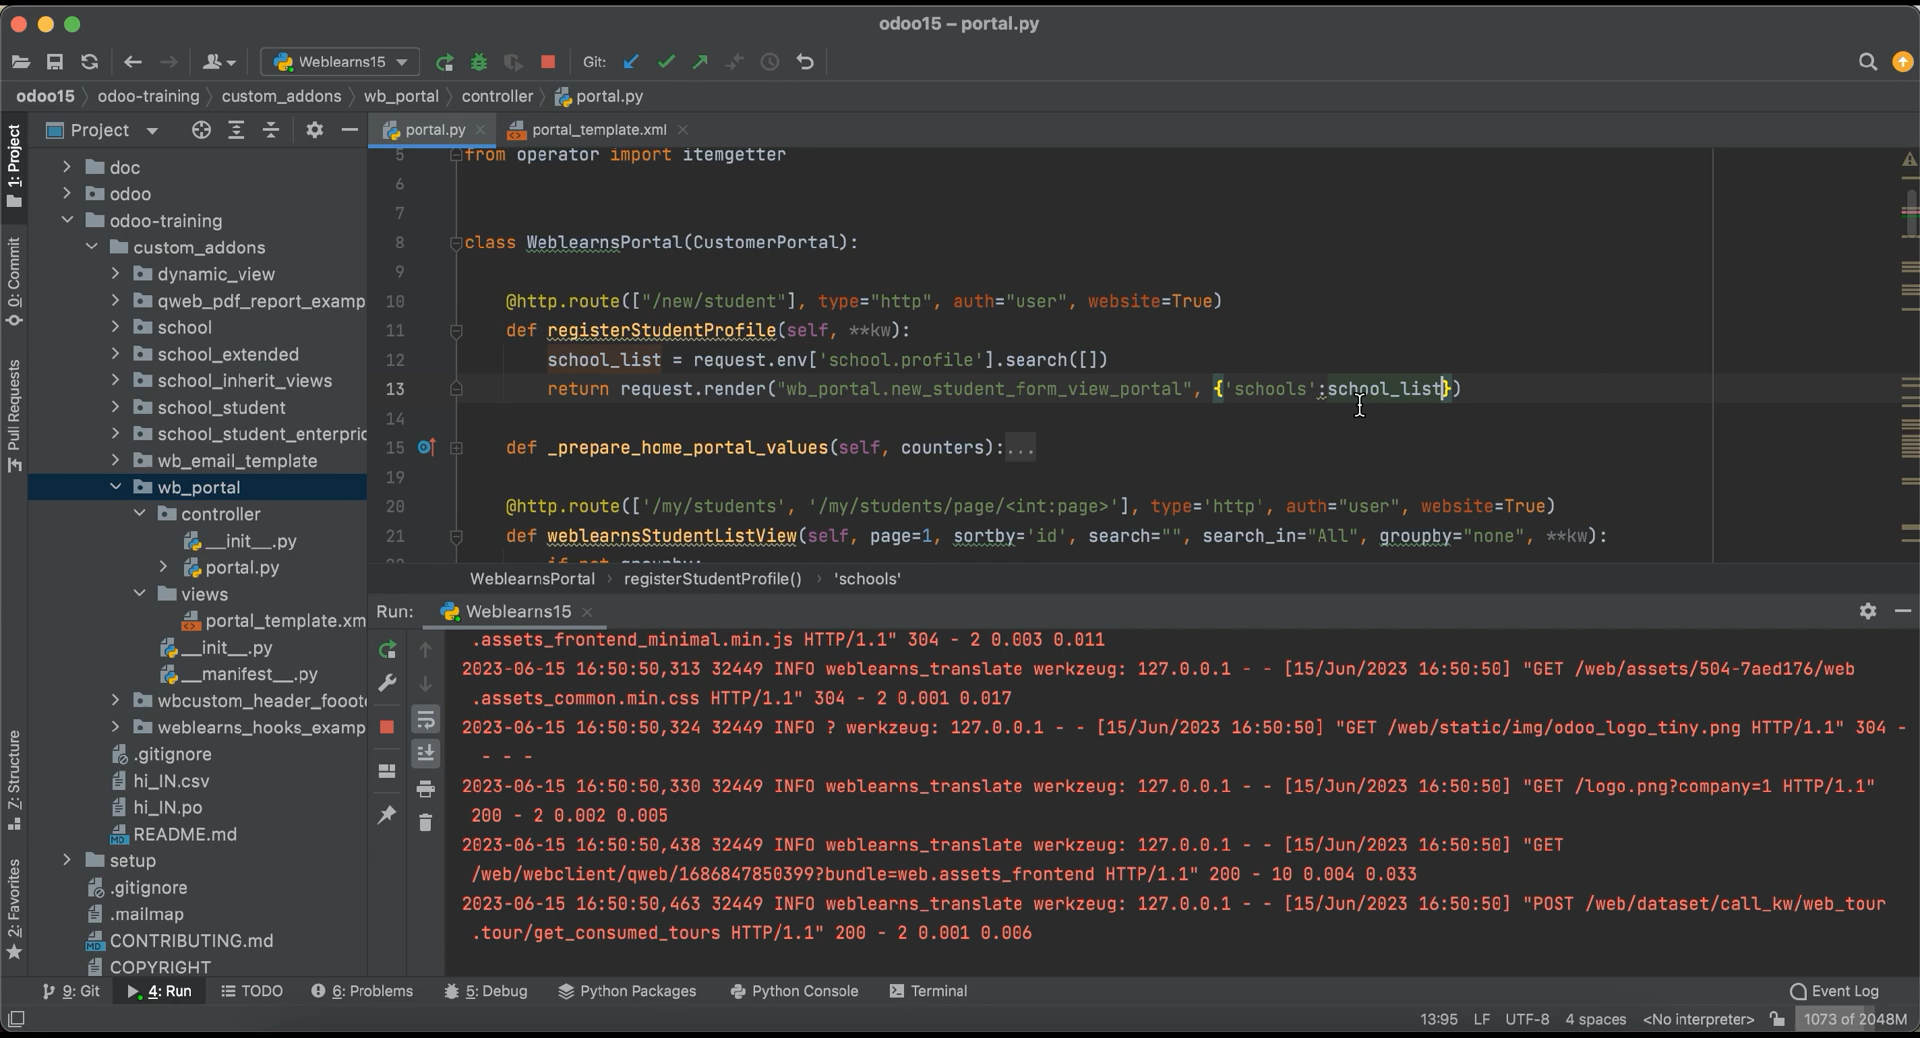 odoo15 – portal.py
Weblearns15
Git:
odoo15 odoo-training custom_addons wb_portal controller portal.py
Project
portal.py
portal_template.xml
1: Project
0: Commit
Pull Requests
7: Structure
2: Favorites
doc
odoo
odoo-training
custom_addons
dynamic_view
qweb_pdf_report_examp
school
school_extended
school_inherit_views
school_student
school_student_enterpric
wb_email_template
wb_portal
controller
__init__.py
portal.py
views
portal_template.xm
__init__.py
__manifest__.py
wbcustom_header_foot
weblearns_hooks_examp
.gitignore
hi_IN.csv
hi_IN.po
README.md
setup
.gitignore
.mailmap
CONTRIBUTING.md
COPYRIGHT
5 from operator import itemgetter
6
7
8 class WeblearnsPortal(CustomerPortal):
9
10 @http.route(["/new/student"], type="http", auth="user", website=True)
11 def registerStudentProfile(self, **kw):
12 school_list = request.env['school.profile'].search([])
13 return request.render("wb_portal.new_student_form_view_portal", {'schools':school_list})
14
15 def _prepare_home_portal_values(self, counters):...
19
20 @http.route(['/my/students', '/my/students/page/<int:page>'], type='http', auth="user", website=True)
21 def weblearnsStudentListView(self, page=1, sortby='id', search="", search_in="All", groupby="none", **kw):
22 if not groupby:
WeblearnsPortal registerStudentProfile() 'schools'
Run: Weblearns15
.assets_frontend_minimal.min.js HTTP/1.1" 304 - 2 0.003 0.011
2023-06-15 16:50:50,313 32449 INFO weblearns_translate werkzeug: 127.0.0.1 - - [15/Jun/2023 16:50:50] "GET /web/assets/504-7aed176/web
.assets_common.min.css HTTP/1.1" 304 - 2 0.001 0.017
2023-06-15 16:50:50,324 32449 INFO ? werkzeug: 127.0.0.1 - - [15/Jun/2023 16:50:50] "GET /web/static/img/odoo_logo_tiny.png HTTP/1.1" 304 -
- - -
2023-06-15 16:50:50,330 32449 INFO weblearns_translate werkzeug: 127.0.0.1 - - [15/Jun/2023 16:50:50] "GET /logo.png?company=1 HTTP/1.1"
200 - 2 0.002 0.005
2023-06-15 16:50:50,438 32449 INFO weblearns_translate werkzeug: 127.0.0.1 - - [15/Jun/2023 16:50:50] "GET
/web/webclient/qweb/1686847850399?bundle=web.assets_frontend HTTP/1.1" 200 - 10 0.004 0.033
2023-06-15 16:50:50,463 32449 INFO weblearns_translate werkzeug: 127.0.0.1 - - [15/Jun/2023 16:50:50] "POST /web/dataset/call_kw/web_tour
.tour/get_consumed_tours HTTP/1.1" 200 - 2 0.001 0.006
9: Git 4: Run TODO 6: Problems 5: Debug Python Packages Python Console Terminal Event Log
13:95 LF UTF-8 4 spaces <No interpreter> 1073 of 2048M